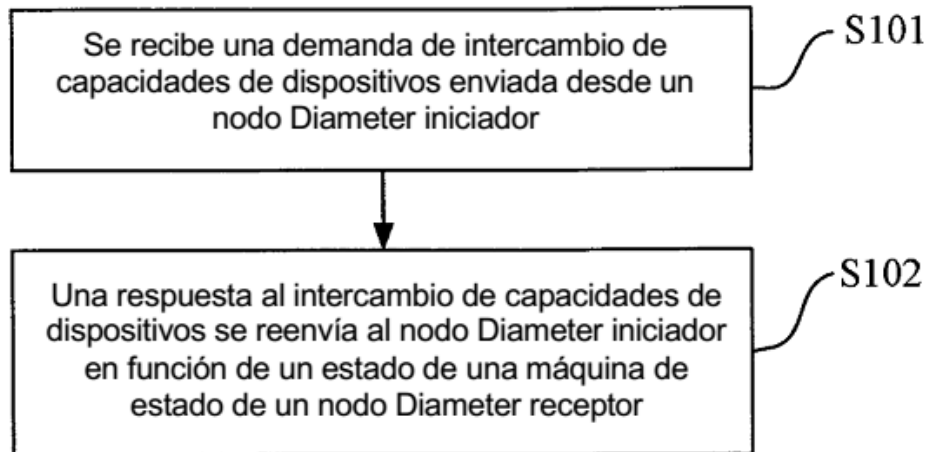 Se recibe una demanda de intercambio de
capacidades de dispositivos enviada desde un
nodo Diameter iniciador
S101
Una respuesta al intercambio de capacidades de
dispositivos se reenvía al nodo Diameter iniciador
en función de un estado de una máquina de
estado de un nodo Diameter receptor
S102